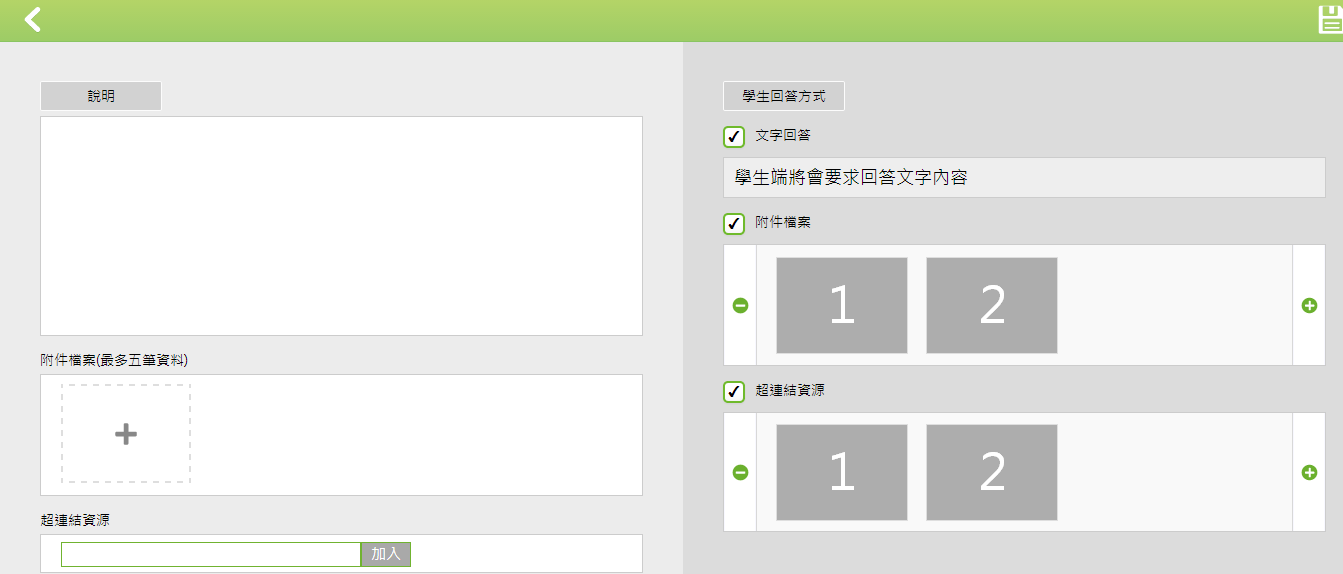 說明
附件檔案(最多五筆資料)
超連結資源
加入
學生回答方式
文字回答
學生端將會要求回答文字內容
附件檔案
1 2
超連結資源
1 2